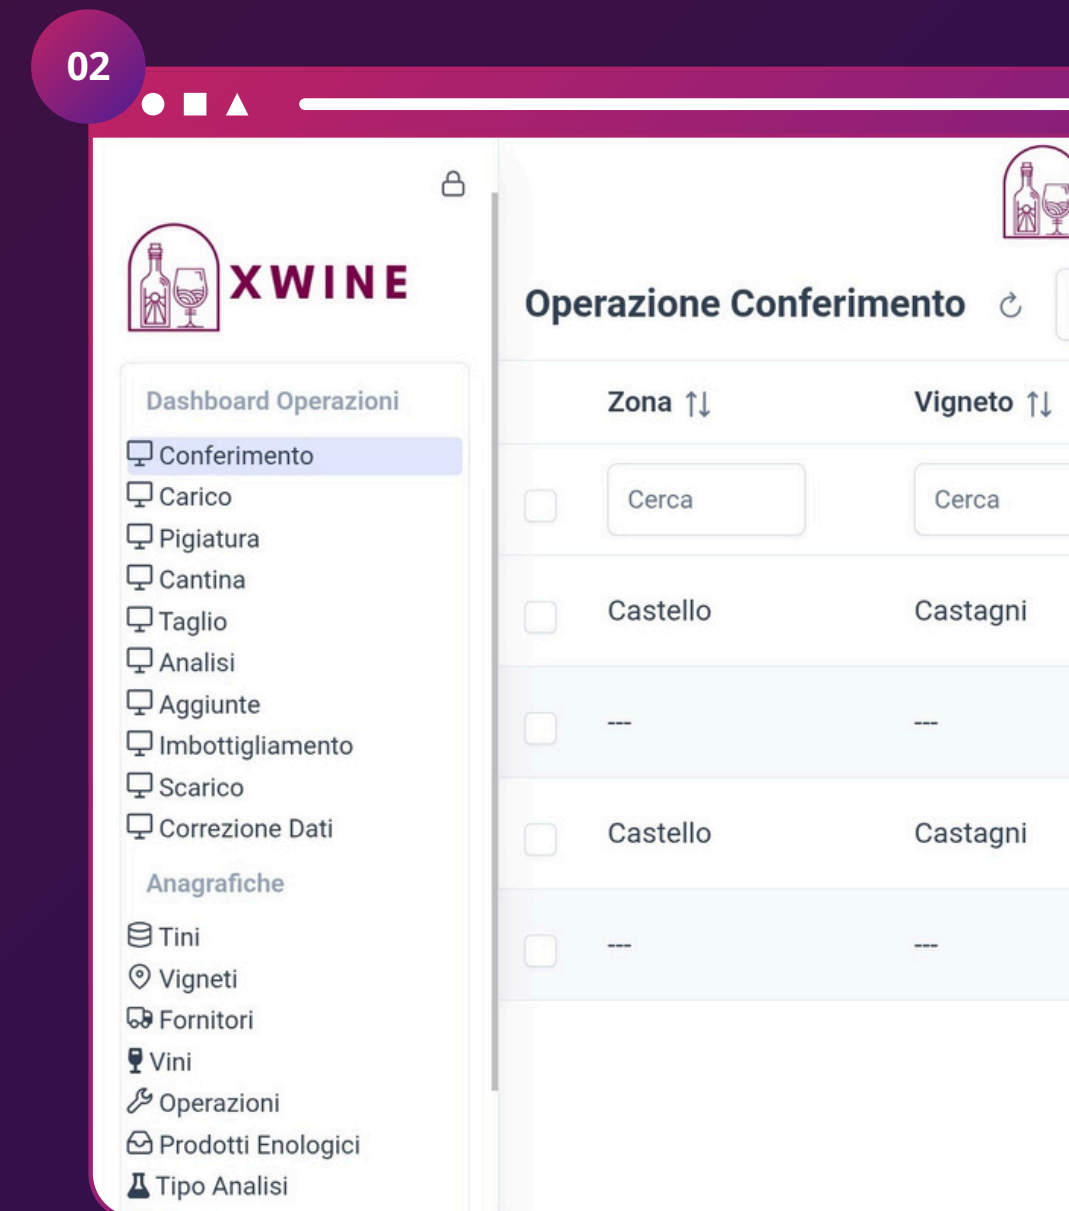 02
XWINE
Dashboard Operazioni
Conferimento
Carico
Pigiatura
Cantina
Taglio
Analisi
Aggiunte
Imbottigliamento
Scarico
Correzione Dati
Anagrafiche
Tini
Vigneti
Fornitori
Vini
Operazioni
Prodotti Enologici
Tipo Analisi
Operazione Conferimento
Zona Vigneto
Cerca Cerca
Castello Castagni
--- ---
Castello Castagni
--- ---